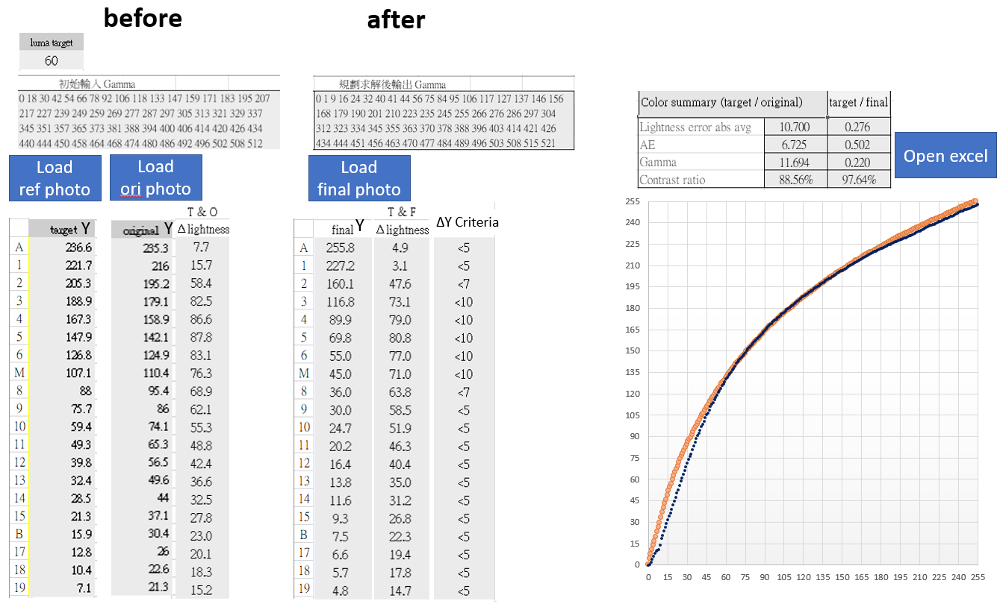 before
after
luma target
60
初始輸入 Gamma
0 18 30 42 54 66 78 92 106 118 133 147 159 171 183 195 207
217 227 239 249 259 269 277 287 297 305 313 321 329 337
345 351 357 365 373 381 388 394 400 406 414 420 426 434
440 444 450 458 464 468 474 480 486 492 496 502 508 512
規劃求解後輸出 Gamma
0 1 9 16 24 32 40 41 44 56 75 84 95 106 117 127 137 146 156
168 179 190 201 210 223 235 245 255 266 276 286 297 304
312 323 334 345 355 363 370 378 388 396 403 414 421 426
434 444 451 456 463 470 477 484 489 496 503 508 515 521
Load
ref photo
Load
ori photo
Load
final photo
target Y original Y T & O Δ lightness
A 236.6 235.3 7.7
1 221.7 216 15.7
2 205.3 195.2 58.4
3 188.9 179.1 82.5
4 167.3 158.9 86.6
5 147.9 142.1 87.8
6 126.8 124.9 83.1
M 107.1 110.4 76.3
8 88 95.4 68.9
9 75.7 86 62.1
10 59.4 74.1 55.3
11 49.3 65.3 48.8
12 39.8 56.5 42.4
13 32.4 49.6 36.6
14 28.5 44 32.5
15 21.3 37.1 27.8
B 15.9 30.4 23.0
17 12.8 26 20.1
18 10.4 22.6 18.3
19 7.1 21.3 15.2
final Y T & F Δ lightness ΔY Criteria
A 255.8 4.9 <5
1 227.2 3.1 <5
2 160.1 47.6 <7
3 116.8 73.1 <10
4 89.9 79.0 <10
5 69.8 80.8 <10
6 55.0 77.0 <10
M 45.0 71.0 <10
8 36.0 63.8 <7
9 30.0 58.5 <5
10 24.7 51.9 <5
11 20.2 46.3 <5
12 16.4 40.4 <5
13 13.8 35.0 <5
14 11.6 31.2 <5
15 9.3 26.8 <5
B 7.5 22.3 <5
17 6.6 19.4 <5
18 5.7 17.8 <5
19 4.8 14.7 <5
Color summary (target / original) target / final
Lightness error abs avg 10.700 0.276
AE 6.725 0.502
Gamma 11.694 0.220
Contrast ratio 88.56% 97.64%
Open excel
255
240
225
210
195
180
165
150
135
120
105
90
75
60
45
30
15
0
0 15 30 45 60 75 90 105 120 135 145 165 180 195 210 225 240 255